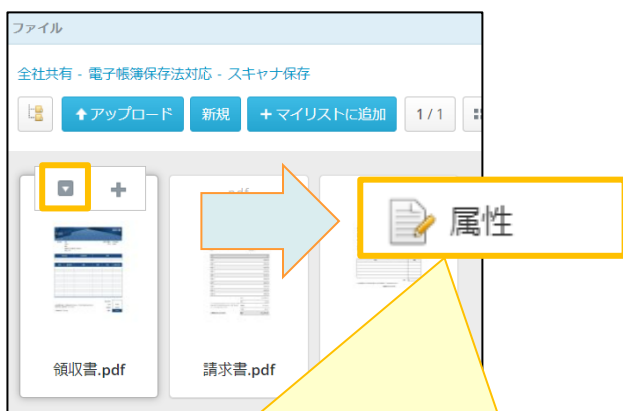 ファイル
全社共有 - 電子帳簿保存法対応 - スキャナ保存
アップロード 新規 +マイリストに追加 1 / 1
属性
領収書.pdf 請求書.pdf